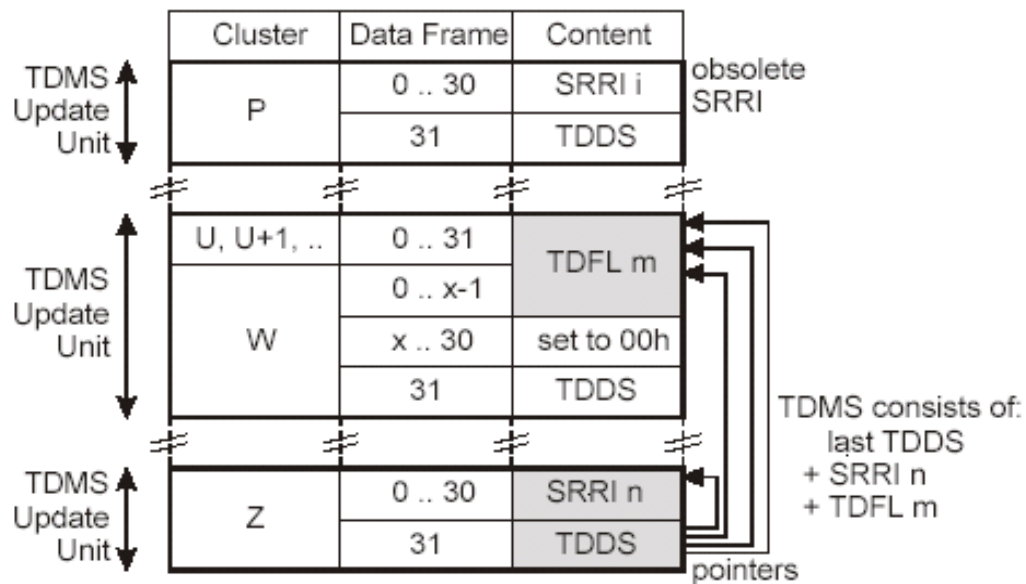 Cluster Data Frame Content
TDMS
Update
Unit
P
0 .. 30
SRRI i
31
TDDS
obsolete
SRRI
TDMS
Update
Unit
U, U+1, ..
0 .. 31
TDFL m
W
0 .. x-1
x .. 30
set to 00h
31
TDDS
TDMS consists of:
last TDDS
+ SRRI n
+ TDFL m
TDMS
Update
Unit
Z
0 .. 30
SRRI n
31
TDDS
pointers